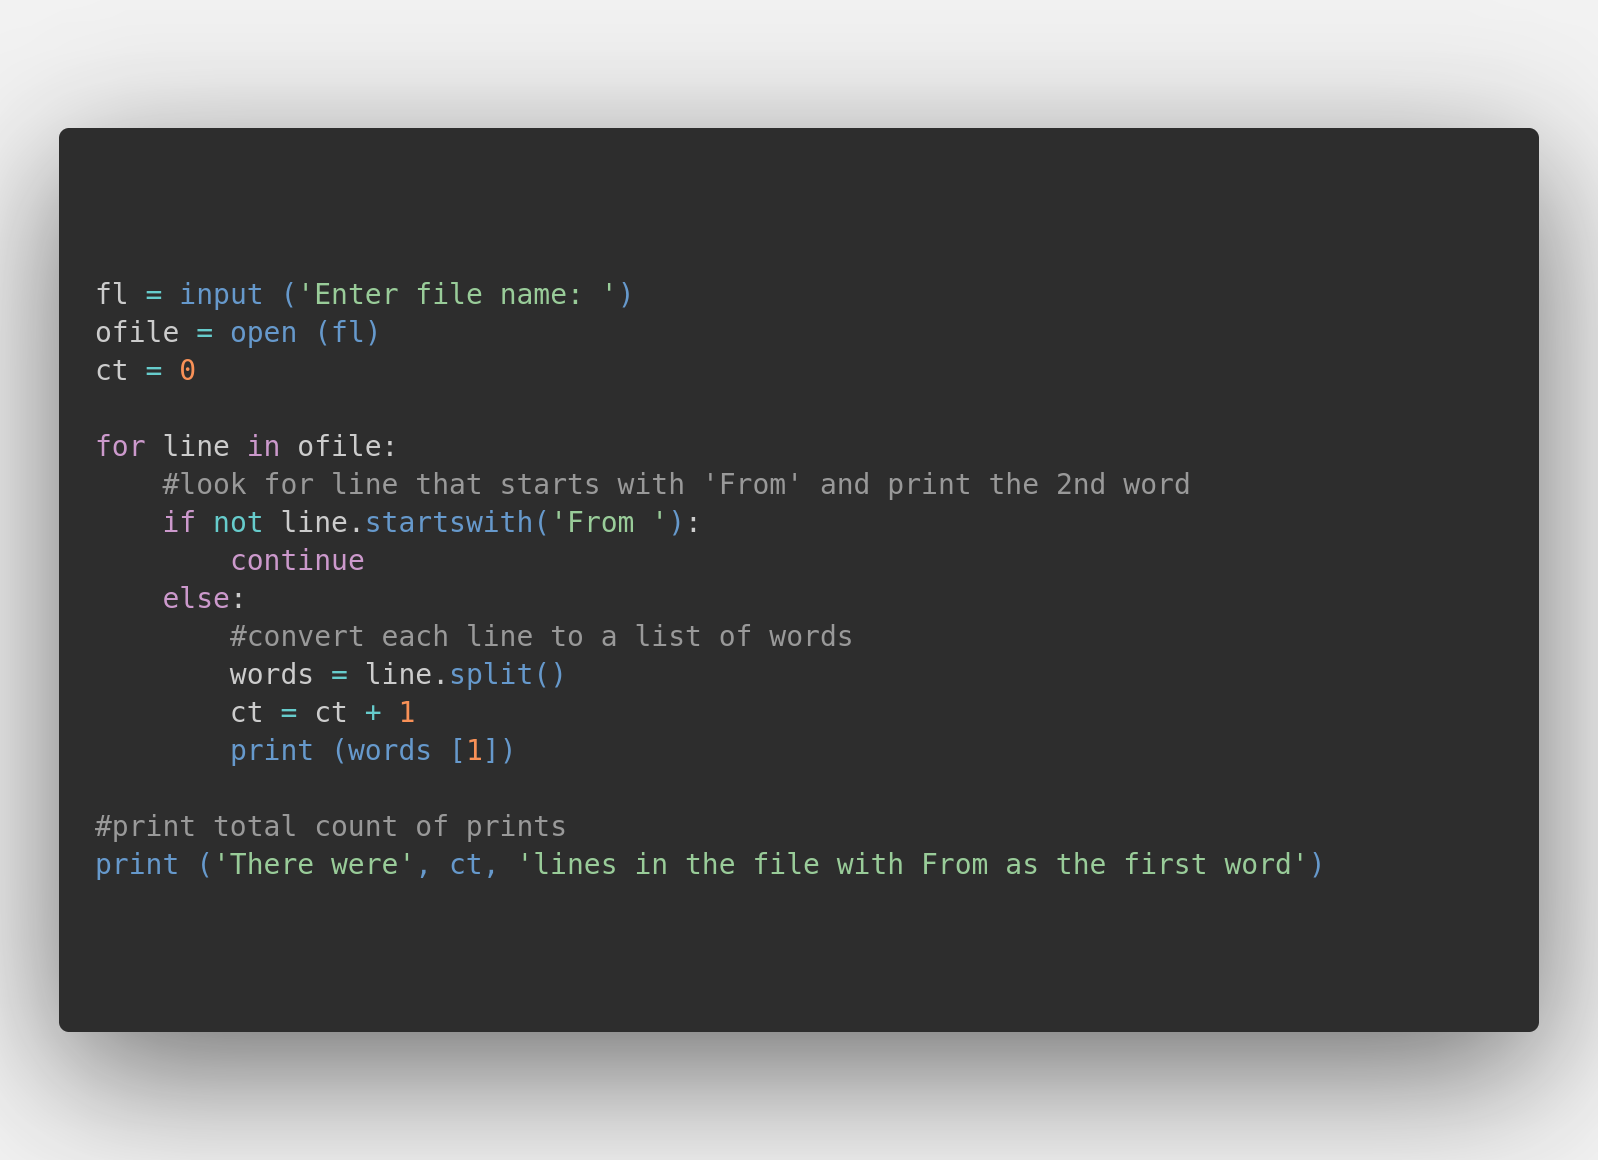 fl = input ('Enter file name: ')
ofile = open (fl)
ct = 0

for line in ofile:
    #look for line that starts with 'From' and print the 2nd word
    if not line.startswith('From '):
        continue
    else:
        #convert each line to a list of words
        words = line.split()
        ct = ct + 1
        print (words [1])

#print total count of prints
print ('There were', ct, 'lines in the file with From as the first word')